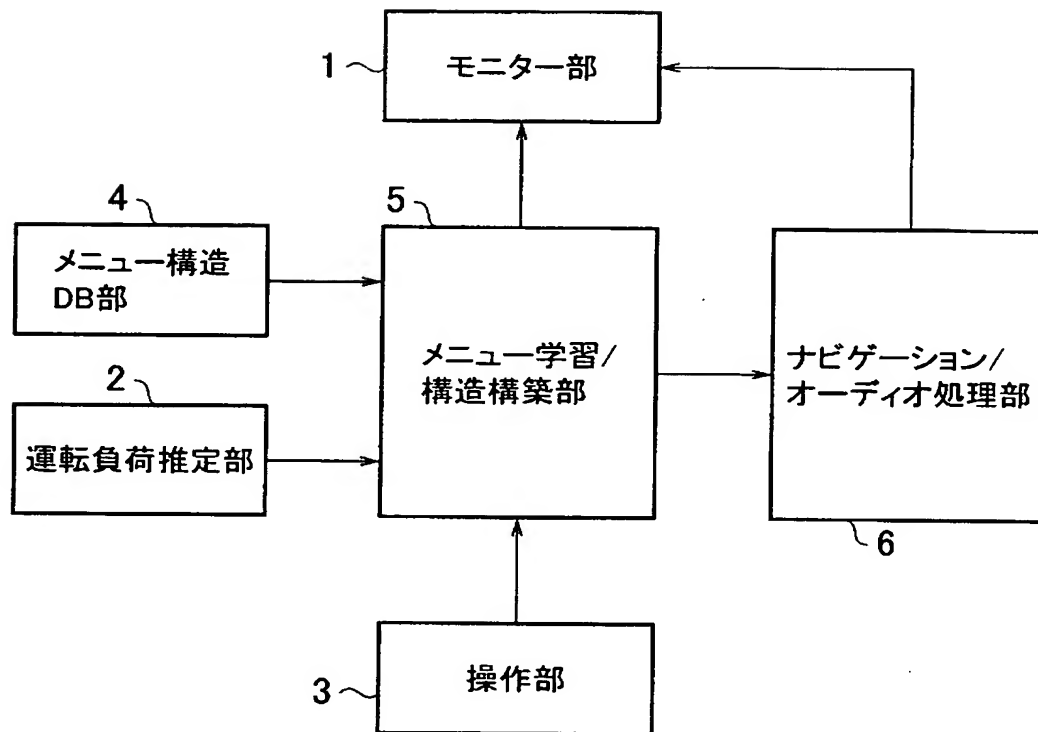 1
モニター部
4
メニュー構造
DB部
5
メニュー学習/
構造構築部
ナビゲーション/
オーディオ処理部
2
運転負荷推定部
6
3
操作部